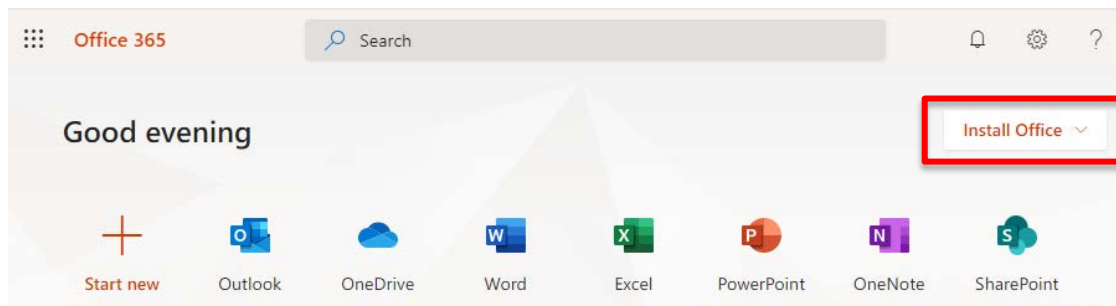 Office 365
Search
?
Good evening
Install Office
Start new
Outlook
OneDrive
Word
Excel
PowerPoint
OneNote
SharePoint